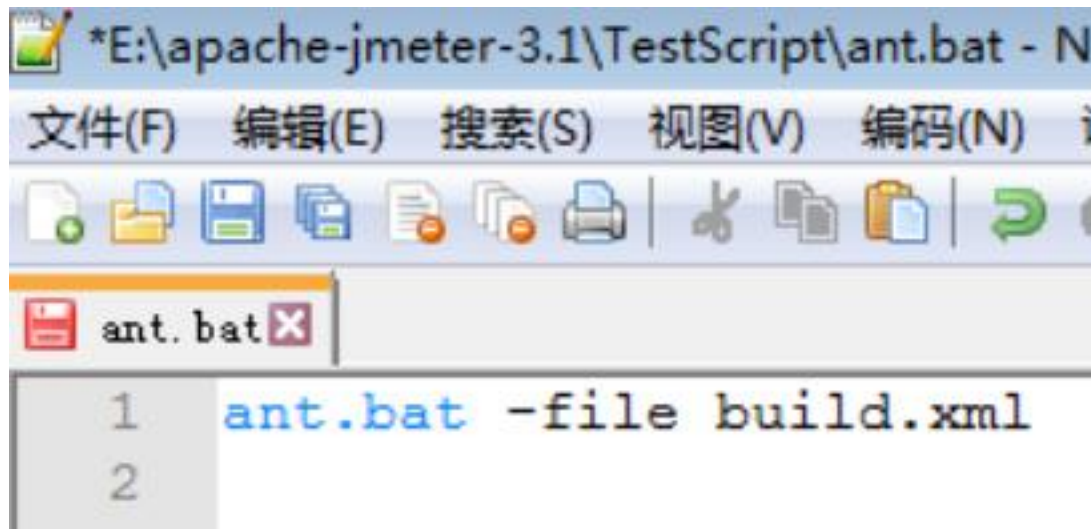 *E:\apache-jmeter-3.1\TestScript\ant.bat - N
文件(F) 编辑(E) 搜索(S) 视图(V) 编码(N)
ant.bat
1 ant.bat -file build.xml
2